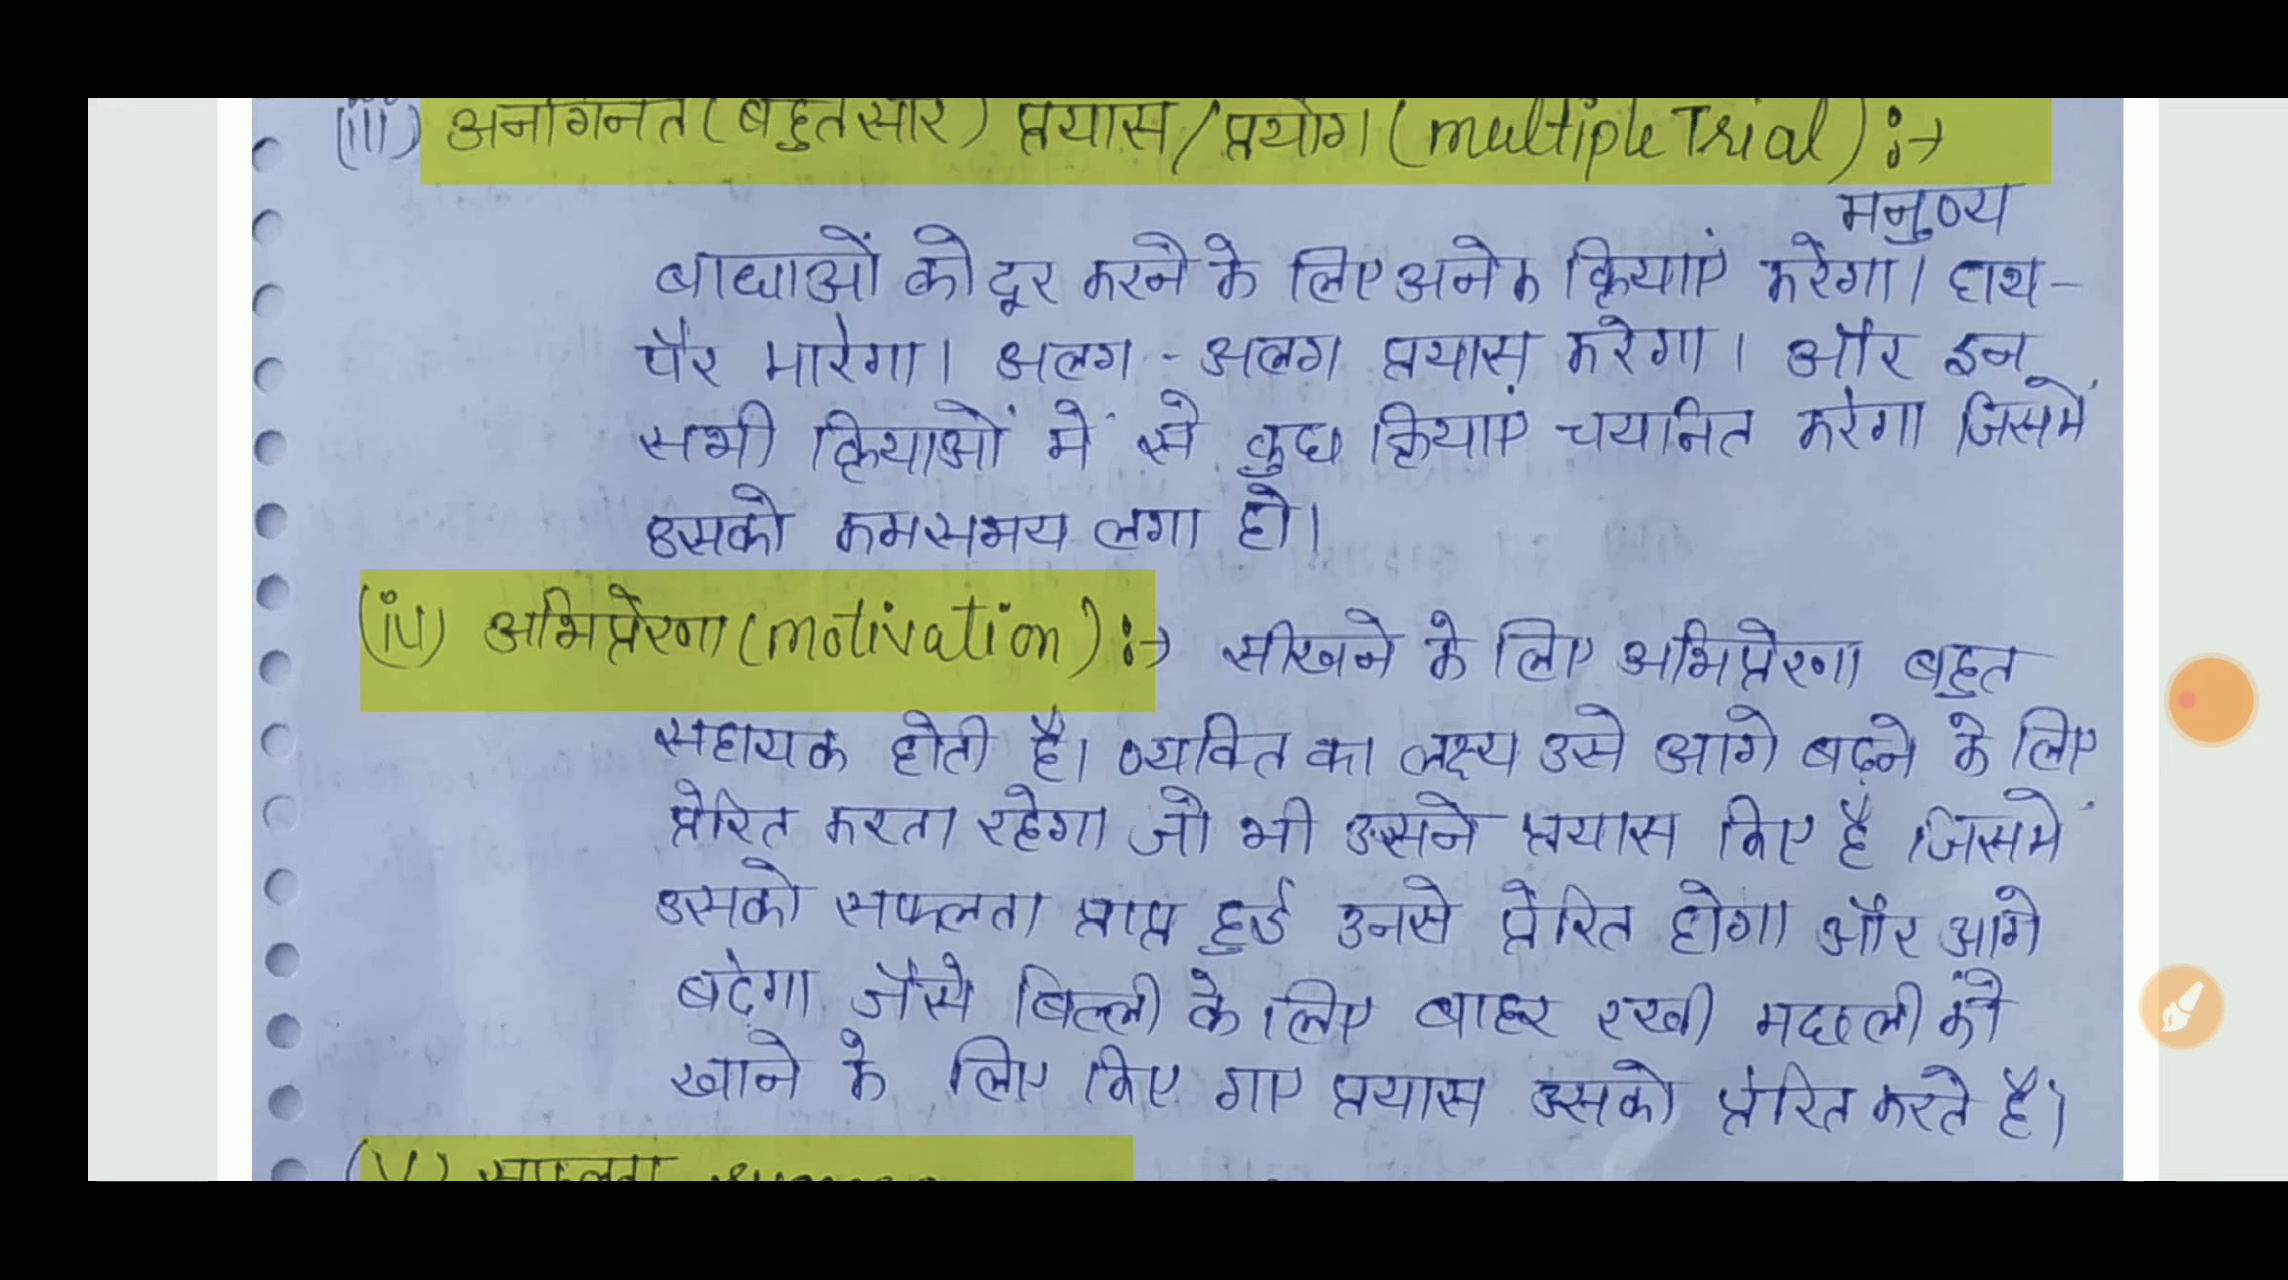 (iii) अनगिनत (बहुत सारे) प्रयास/प्रयोग (multiple Trial) :→
मनुष्य
बाधाओं को दूर करने के लिए अनेक क्रियाएं करेगा। हाथ-
पैर मारेगा। अलग - अलग प्रयास करेगा। और इन
सभी क्रियाओं में से कुछ क्रियाएं चयनित करेगा जिसमें
उसको कम समय लगा हो।
(iv) अभिप्रेरणा (motivation) :→ सीखने के लिए अभिप्रेरणा बहुत
सहायक होती है। व्यक्ति का लक्ष्य उसे आगे बढ़ने के लिए
प्रेरित करता रहेगा जो भी उसने प्रयास किए है जिसमें
उसको सफलता प्राप्त हुई उनसे प्रेरित होगा और आगे
बढ़ेगा जैसे बिल्ली के लिए बाहर रखी मछली को
खाने के लिए किए गए प्रयास उसको प्रेरित करते है।
(v) सफलता